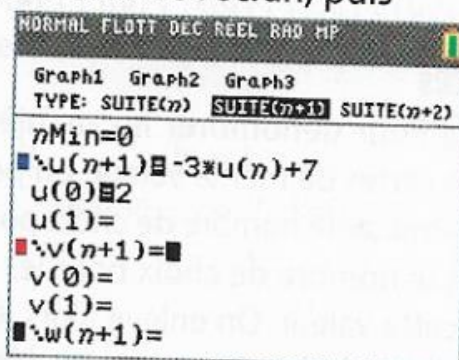 puis
NORMAL FLOTT DEC RÉEL RAD MP
Graph1 Graph2 Graph3
TYPE: SUITE(n) SUITE(n+1) SUITE(n+2)
nMin=0
u(n+1)=-3*u(n)+7
u(0)=2
u(1)=
v(n+1)=
v(0)=
v(1)=
w(n+1)=